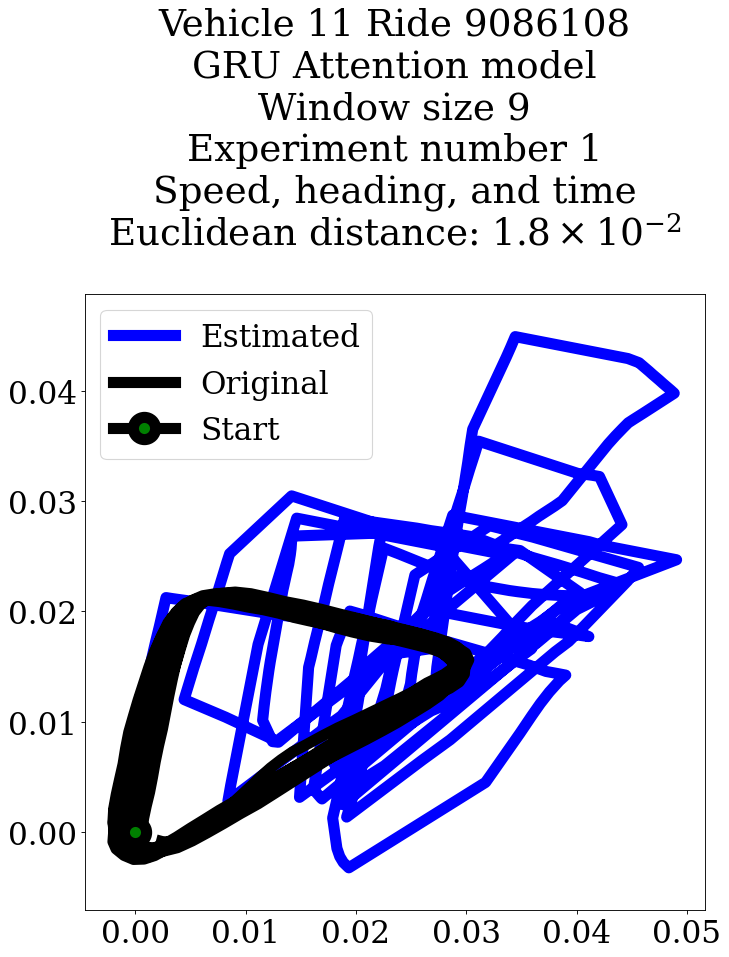 Vehicle 11 Ride 9086108
GRU Attention model
Window size 9
Experiment number 1
Speed, heading, and time
Euclidean distance: 1.8 × 10⁻²
Estimated
Original
Start
0.04
0.03
0.02
0.01
0.00
0.00 0.01 0.02 0.03 0.04 0.05